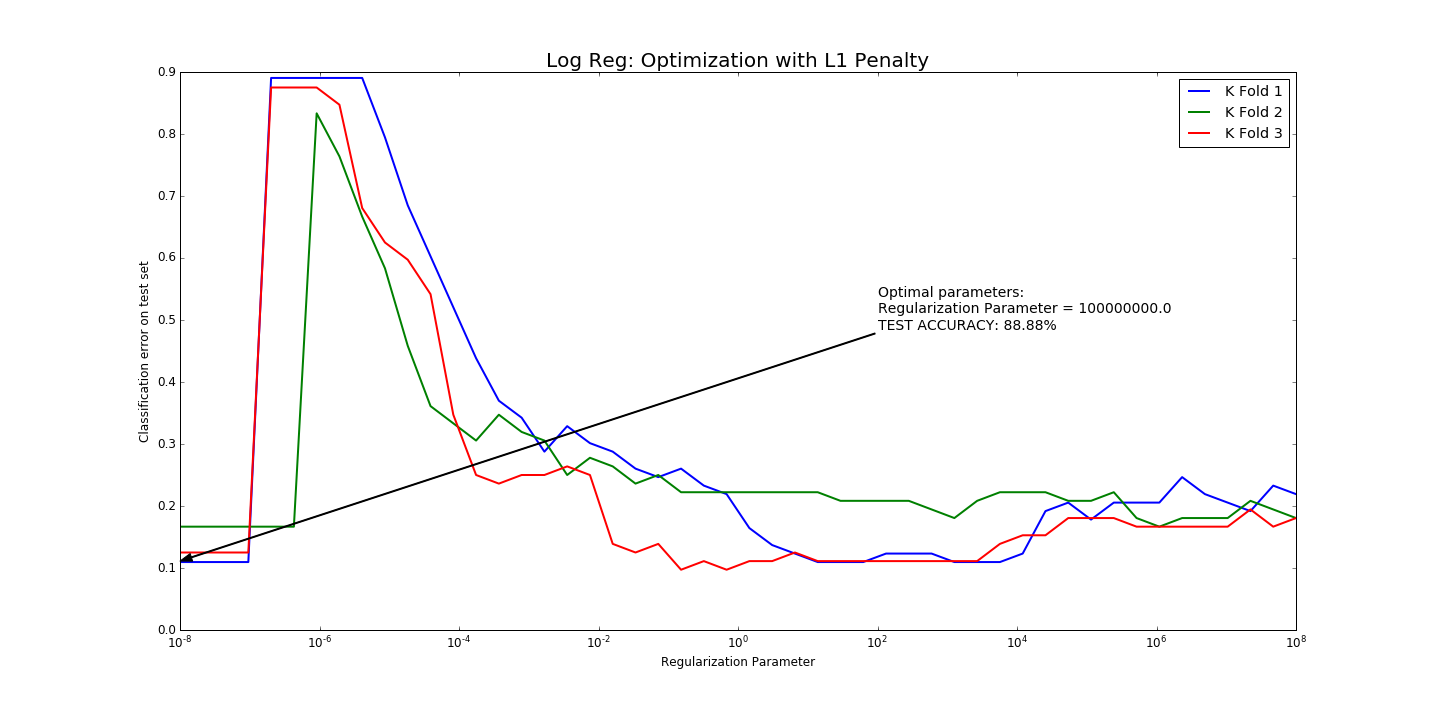 Log Reg: Optimization with L1 Penalty
K Fold 1
K Fold 2
K Fold 3
Optimal parameters:
Regularization Parameter = 100000000.0
TEST ACCURACY: 88.88%
Classification error on test set
0.9
0.8
0.7
0.6
0.5
0.4
0.3
0.2
0.1
0.0
10^-8 10^-6 10^-4 10^-2 10^0 10^2 10^4 10^6 10^8
Regularization Parameter